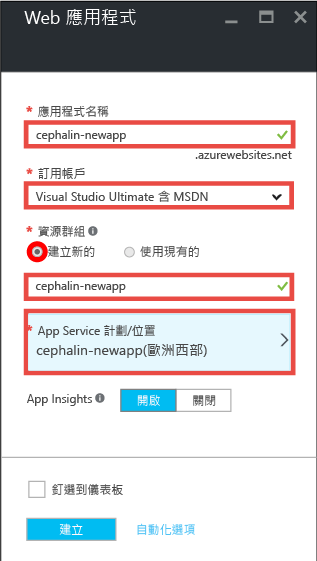 Web 應用程式
* 應用程式名稱
cephalin-newapp
.azurewebsites.net
* 訂用帳戶
Visual Studio Ultimate 含 MSDN
* 資源群組
建立新的 使用現有的
cephalin-newapp
* App Service 計劃/位置
cephalin-newapp(歐洲西部)
App Insights 開啟 關閉
釘選到儀表板
建立 自動化選項